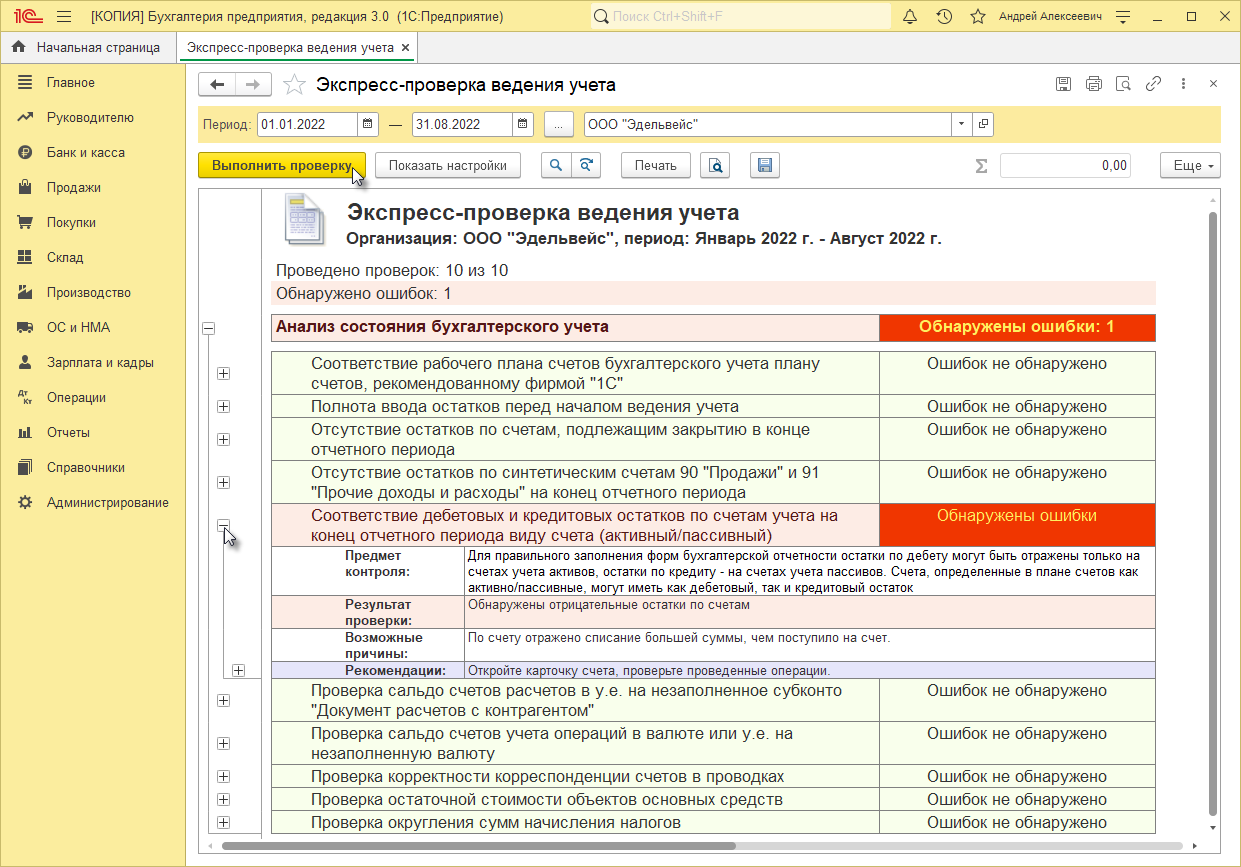 1С [КОПИЯ] Бухгалтерия предприятия, редакция 3.0 (1С:Предприятие) Поиск Ctrl+Shift+F Андрей Алексеевич
Начальная страница Экспресс-проверка ведения учета ×
Главное
Руководителю
Банк и касса
Продажи
Покупки
Склад
Производство
ОС и НМА
Зарплата и кадры
Дт Кт Операции
Отчеты
Справочники
Администрирование
Экспресс-проверка ведения учета
Период: 01.01.2022 — 31.08.2022 ... ООО "Эдельвейс"
Выполнить проверку Показать настройки Печать Σ 0,00 Еще
Экспресс-проверка ведения учета
Организация: ООО "Эдельвейс", период: Январь 2022 г. - Август 2022 г.
Проведено проверок: 10 из 10
Обнаружено ошибок: 1
Анализ состояния бухгалтерского учета Обнаружены ошибки: 1
Соответствие рабочего плана счетов бухгалтерского учета плану Ошибок не обнаружено
счетов, рекомендованному фирмой "1С"
Полнота ввода остатков перед началом ведения учета Ошибок не обнаружено
Отсутствие остатков по счетам, подлежащим закрытию в конце Ошибок не обнаружено
отчетного периода
Отсутствие остатков по синтетическим счетам 90 "Продажи" и 91 Ошибок не обнаружено
"Прочие доходы и расходы" на конец отчетного периода
Соответствие дебетовых и кредитовых остатков по счетам учета на Обнаружены ошибки
конец отчетного периода виду счета (активный/пассивный)
Предмет Для правильного заполнения форм бухгалтерской отчетности остатки по дебету могут быть отражены только на
контроля: счетах учета активов, остатки по кредиту - на счетах учета пассивов. Счета, определенные в плане счетов как
активно/пассивные, могут иметь как дебетовый, так и кредитовый остаток
Результат Обнаружены отрицательные остатки по счетам
проверки:
Возможные По счету отражено списание большей суммы, чем поступило на счет.
причины:
Рекомендации: Откройте карточку счета, проверьте проведенные операции.
Проверка сальдо счетов расчетов в у.е. на незаполненное субконто Ошибок не обнаружено
"Документ расчетов с контрагентом"
Проверка сальдо счетов учета операций в валюте или у.е. на Ошибок не обнаружено
незаполненную валюту
Проверка корректности корреспонденции счетов в проводках Ошибок не обнаружено
Проверка остаточной стоимости объектов основных средств Ошибок не обнаружено
Проверка округления сумм начисления налогов Ошибок не обнаружено